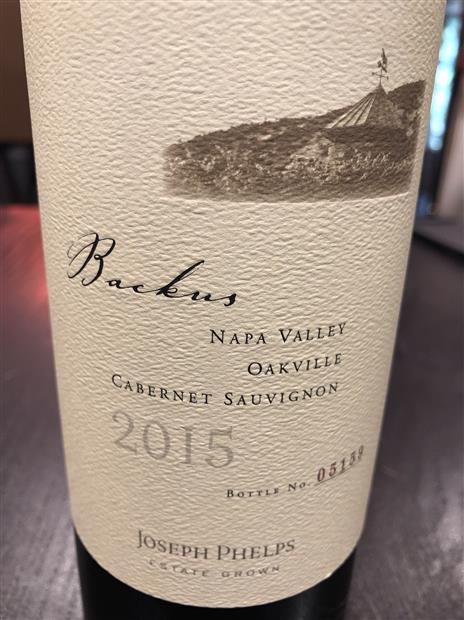 Backus
NAPA VALLEY
OAKVILLE
CABERNET SAUVIGNON
2015
BOTTLE NO. 05159
JOSEPH PHELPS
ESTATE GROWN